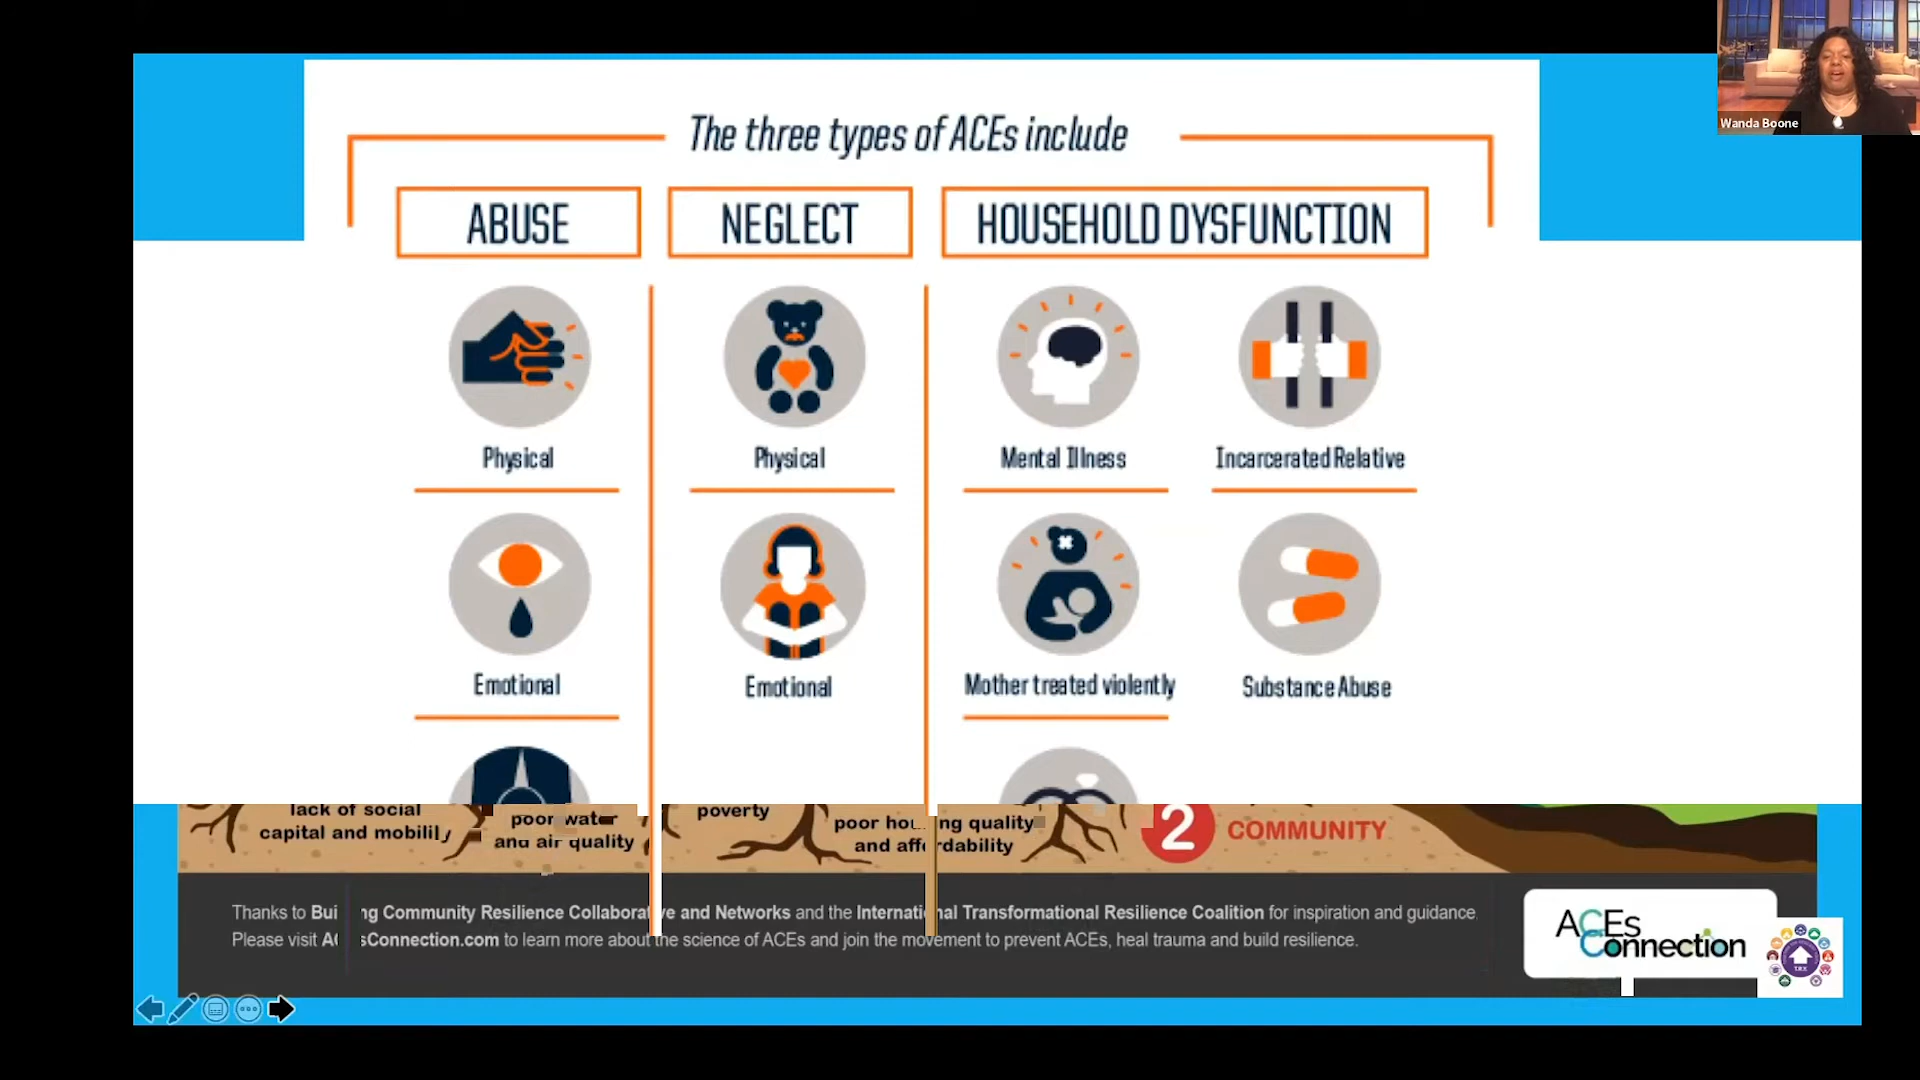 Wanda Boone
The three types of ACEs include
ABUSE
NEGLECT
HOUSEHOLD DYSFUNCTION
Physical
Physical
Mental Illness
Incarcerated Relative
Emotional
Emotional
Mother treated violently
Substance Abuse
lack of social
capital and mobility
poor water
and air quality
poverty
poor housing quality
and affordability
2 COMMUNITY
Thanks to Building Community Resilience Collaborative and Networks and the International Transformational Resilience Coalition for inspiration and guidance.
Please visit ACEsConnection.com to learn more about the science of ACEs and join the movement to prevent ACEs, heal trauma and build resilience.
ACEs
Connection